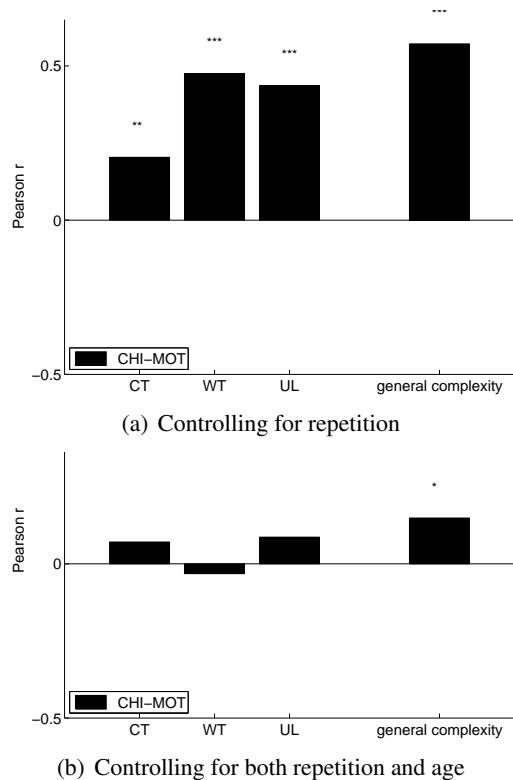 ***
***
***
**
0.5
0
−0.5
Pearson r
CHI−MOT
CT WT UL general complexity
(a) Controlling for repetition
*
0
−0.5
Pearson r
CHI−MOT
CT WT UL general complexity
(b) Controlling for both repetition and age